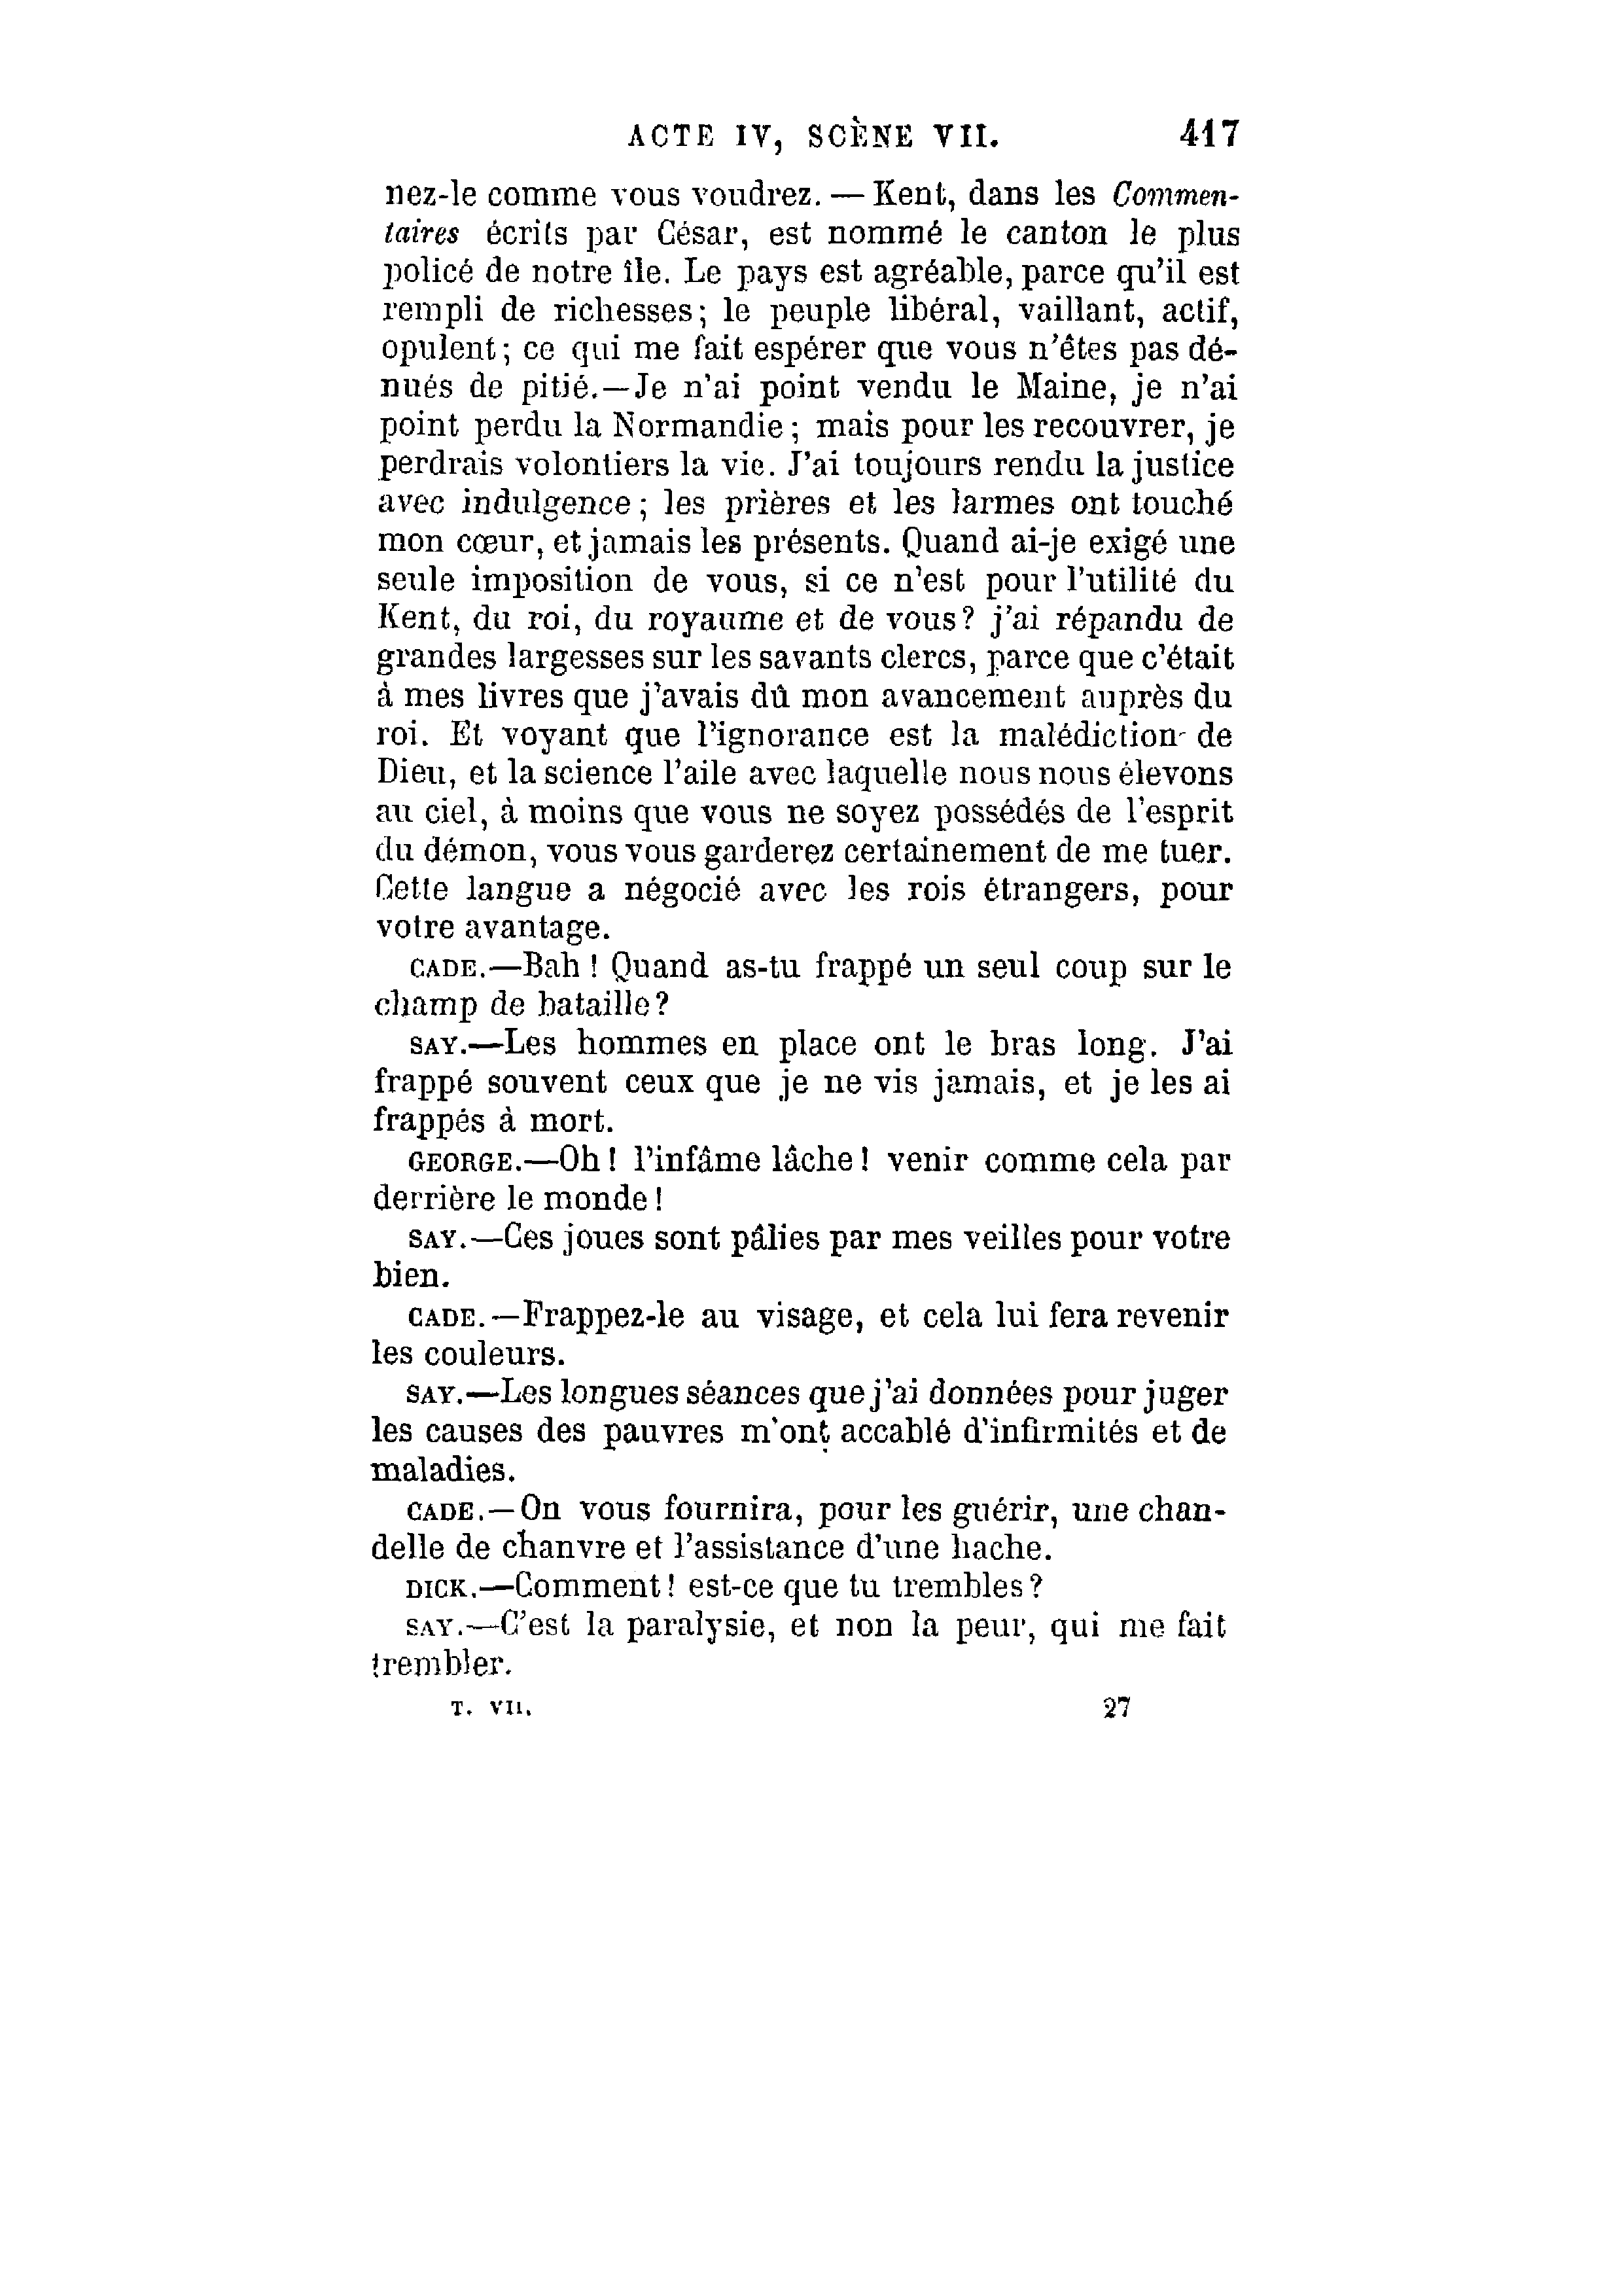 ACTE IV, SCÈNE VII. 417
nez-le comme vous voudrez. — Kent, dans les Commen-
taires écrits par César, est nommé le canton le plus
policé de notre île. Le pays est agréable, parce qu'il est
rempli de richesses; le peuple libéral, vaillant, actif,
opulent; ce qui me fait espérer que vous n'êtes pas dé-
nués de pitié.—Je n'ai point vendu le Maine, je n'ai
point perdu la Normandie; mais pour les recouvrer, je
perdrais volontiers la vie. J'ai toujours rendu la justice
avec indulgence; les prières et les larmes ont touché
mon cœur, et jamais les présents. Quand ai-je exigé une
seule imposition de vous, si ce n'est pour l'utilité du
Kent, du roi, du royaume et de vous? j'ai répandu de
grandes largesses sur les savants clercs, parce que c'était
à mes livres que j'avais dû mon avancement auprès du
roi. Et voyant que l'ignorance est la malédiction de
Dieu, et la science l'aile avec laquelle nous nous élevons
au ciel, à moins que vous ne soyez possédés de l'esprit
du démon, vous vous garderez certainement de me tuer.
Cette langue a négocié avec les rois étrangers, pour
votre avantage.
CADE.—Bah! Quand as-tu frappé un seul coup sur le
champ de bataille?
SAY.—Les hommes en place ont le bras long. J'ai
frappé souvent ceux que je ne vis jamais, et je les ai
frappés à mort.
GEORGE.—Oh! l'infâme lâche! venir comme cela par
derrière le monde!
SAY.—Ces joues sont pâlies par mes veilles pour votre
bien.
CADE.—Frappez-le au visage, et cela lui fera revenir
les couleurs.
SAY.—Les longues séances que j'ai données pour juger
les causes des pauvres m'ont accablé d'infirmités et de
maladies.
CADE.—On vous fournira, pour les guérir, une chan-
delle de chanvre et l'assistance d'une hache.
DICK.—Comment! est-ce que tu trembles?
SAY.—C'est la paralysie, et non la peur, qui me fait
trembler.
T. VII. 27